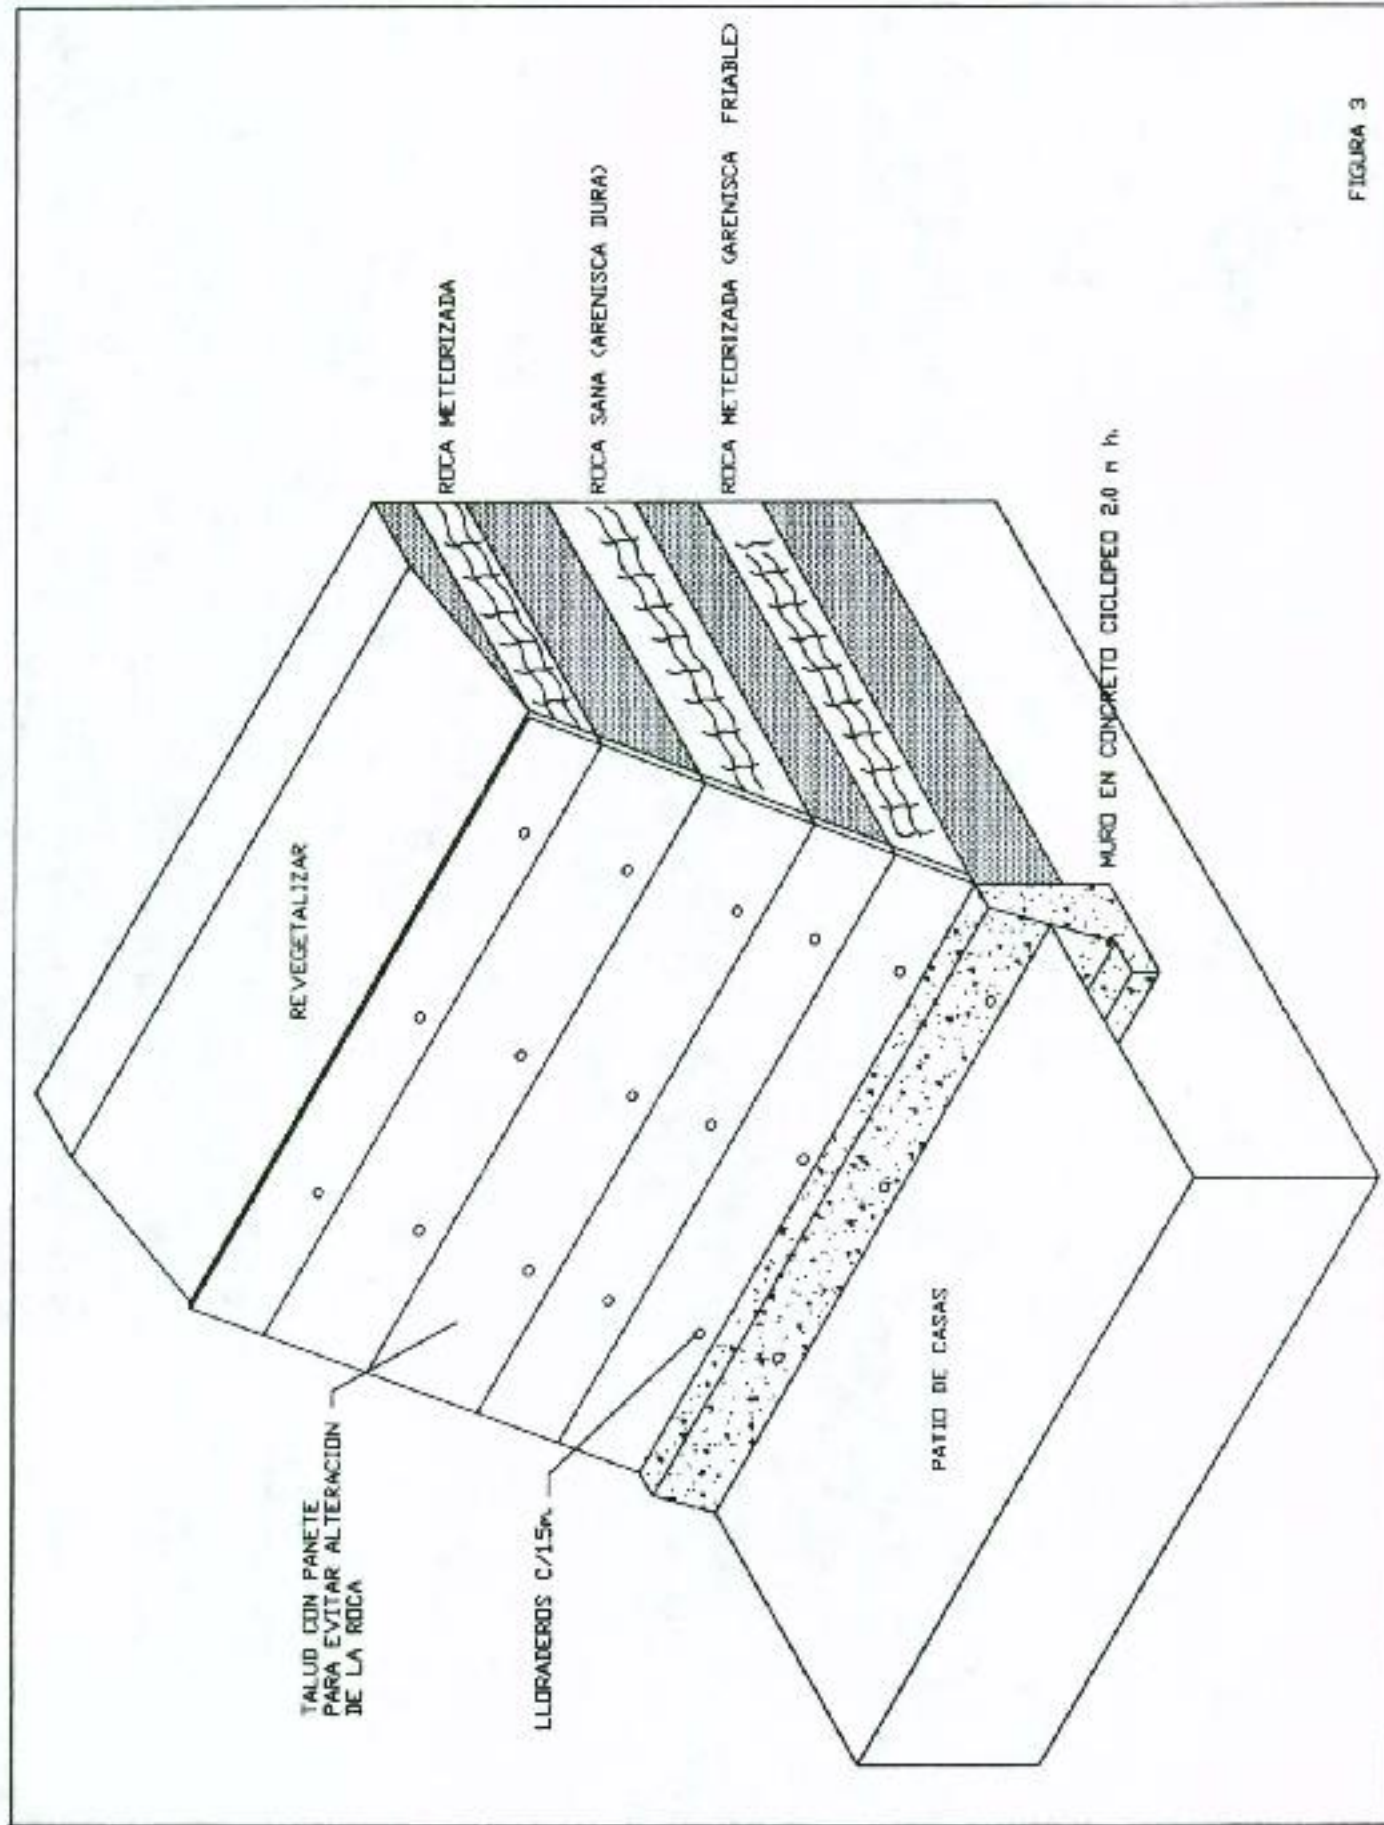 TALUD CON PANETE
PARA EVITAR ALTERACION
DE LA ROCA
LLORADEROS C/1.5m.
REVEGETALIZAR
PATIO DE CASAS
ROCA METEORIZADA
ROCA SANA (ARENISCA DURA)
ROCA METEORIZADA (ARENISCA FRIABLE)
MURO EN CONCRETO CICLOPEO 2.0 m h.
FIGURA 3